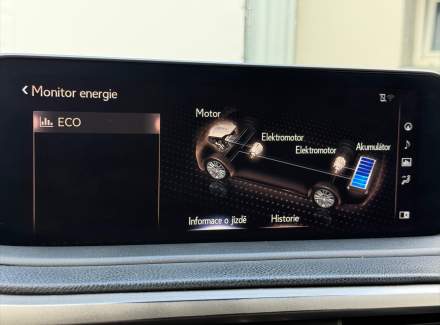 Monitor energie
ECO
Motor
Elektromotor
Elektromotor
Akumulátor
Informace o jízdě
Historie